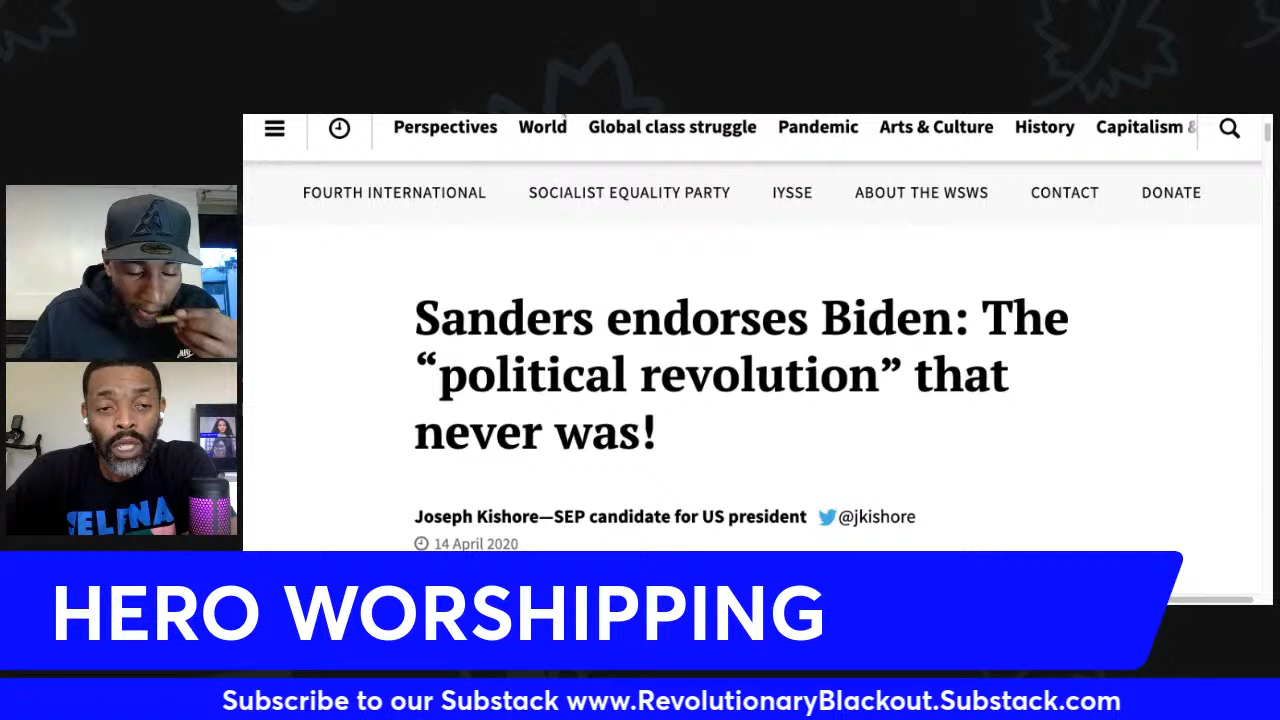 Perspectives World Global class struggle Pandemic Arts & Culture History Capitalism &
FOURTH INTERNATIONAL SOCIALIST EQUALITY PARTY IYSSE ABOUT THE WSWS CONTACT DONATE
Sanders endorses Biden: The
“political revolution” that
never was!
Joseph Kishore—SEP candidate for US president @jkishore
14 April 2020
SELENA
HERO WORSHIPPING
Subscribe to our Substack www.RevolutionaryBlackout.Substack.com